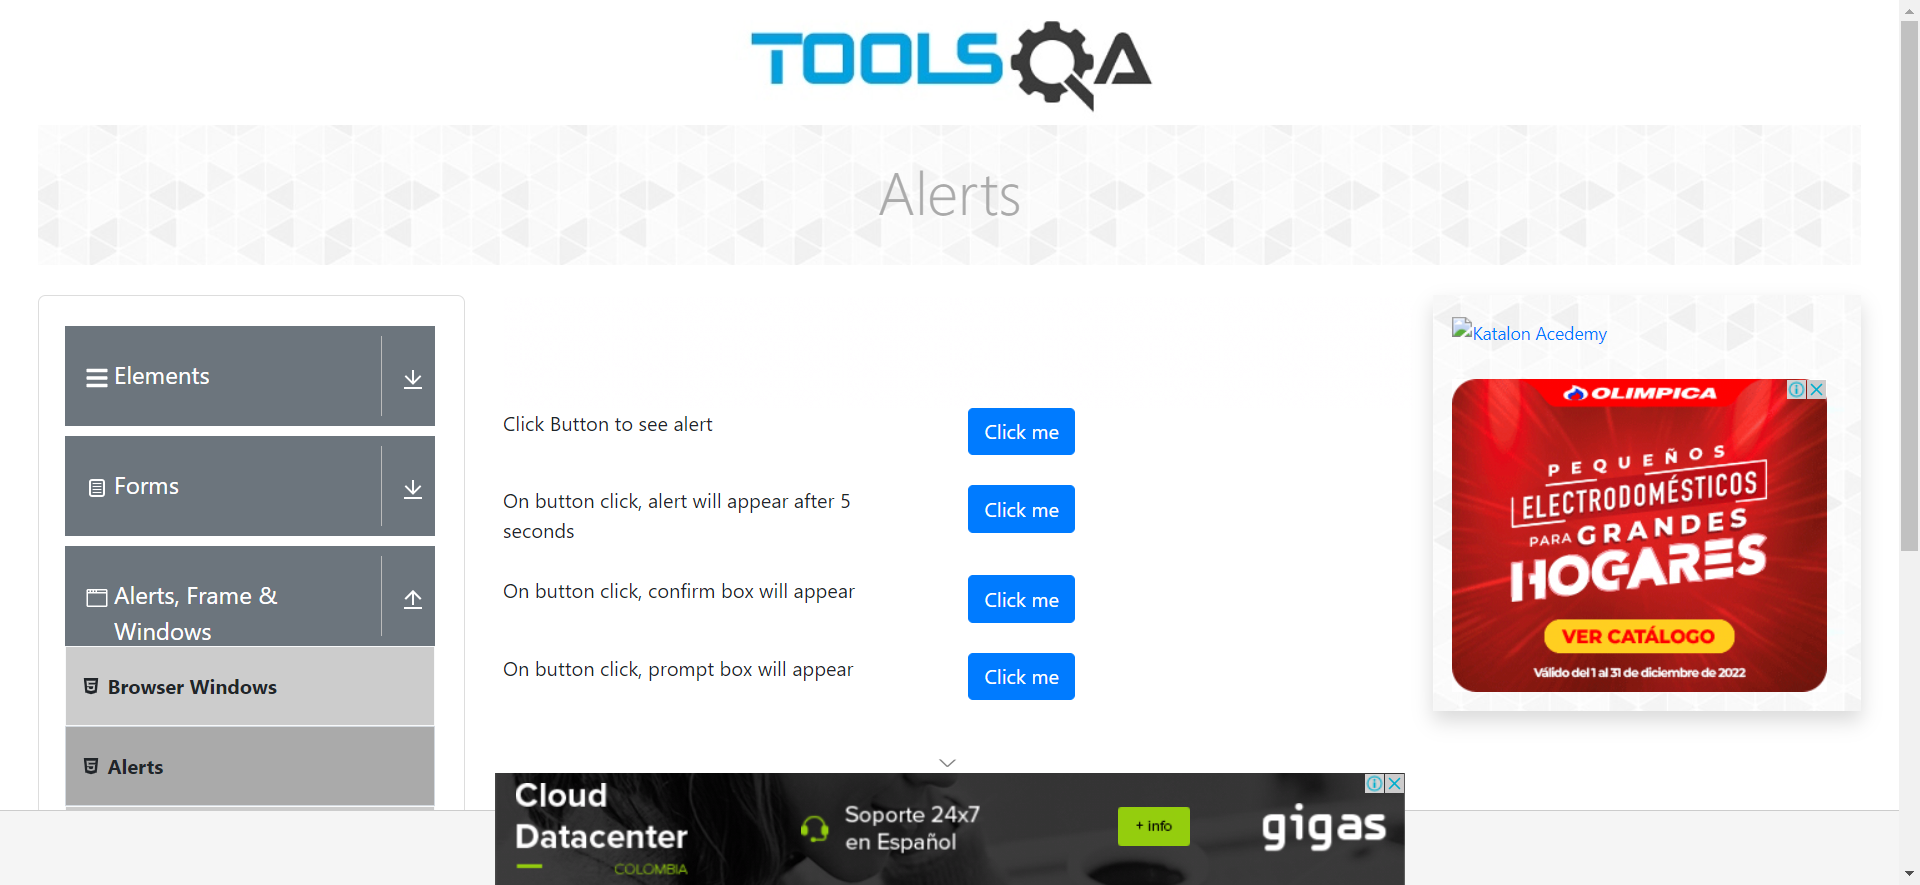 TOOLSQA
Alerts
Elements
Forms
Alerts, Frame &
Windows
Browser Windows
Alerts
Click Button to see alert
Click me
On button click, alert will appear after 5
seconds
Click me
On button click, confirm box will appear
Click me
On button click, prompt box will appear
Click me
Katalon Acedemy
OLIMPICA
PEQUEÑOS
ELECTRODOMÉSTICOS
PARA GRANDES
HOGARES
VER CATÁLOGO
Válido del 1 al 31 de diciembre de 2022
Cloud
Datacenter
COLOMBIA
Soporte 24x7
en Español
+ info
gigas